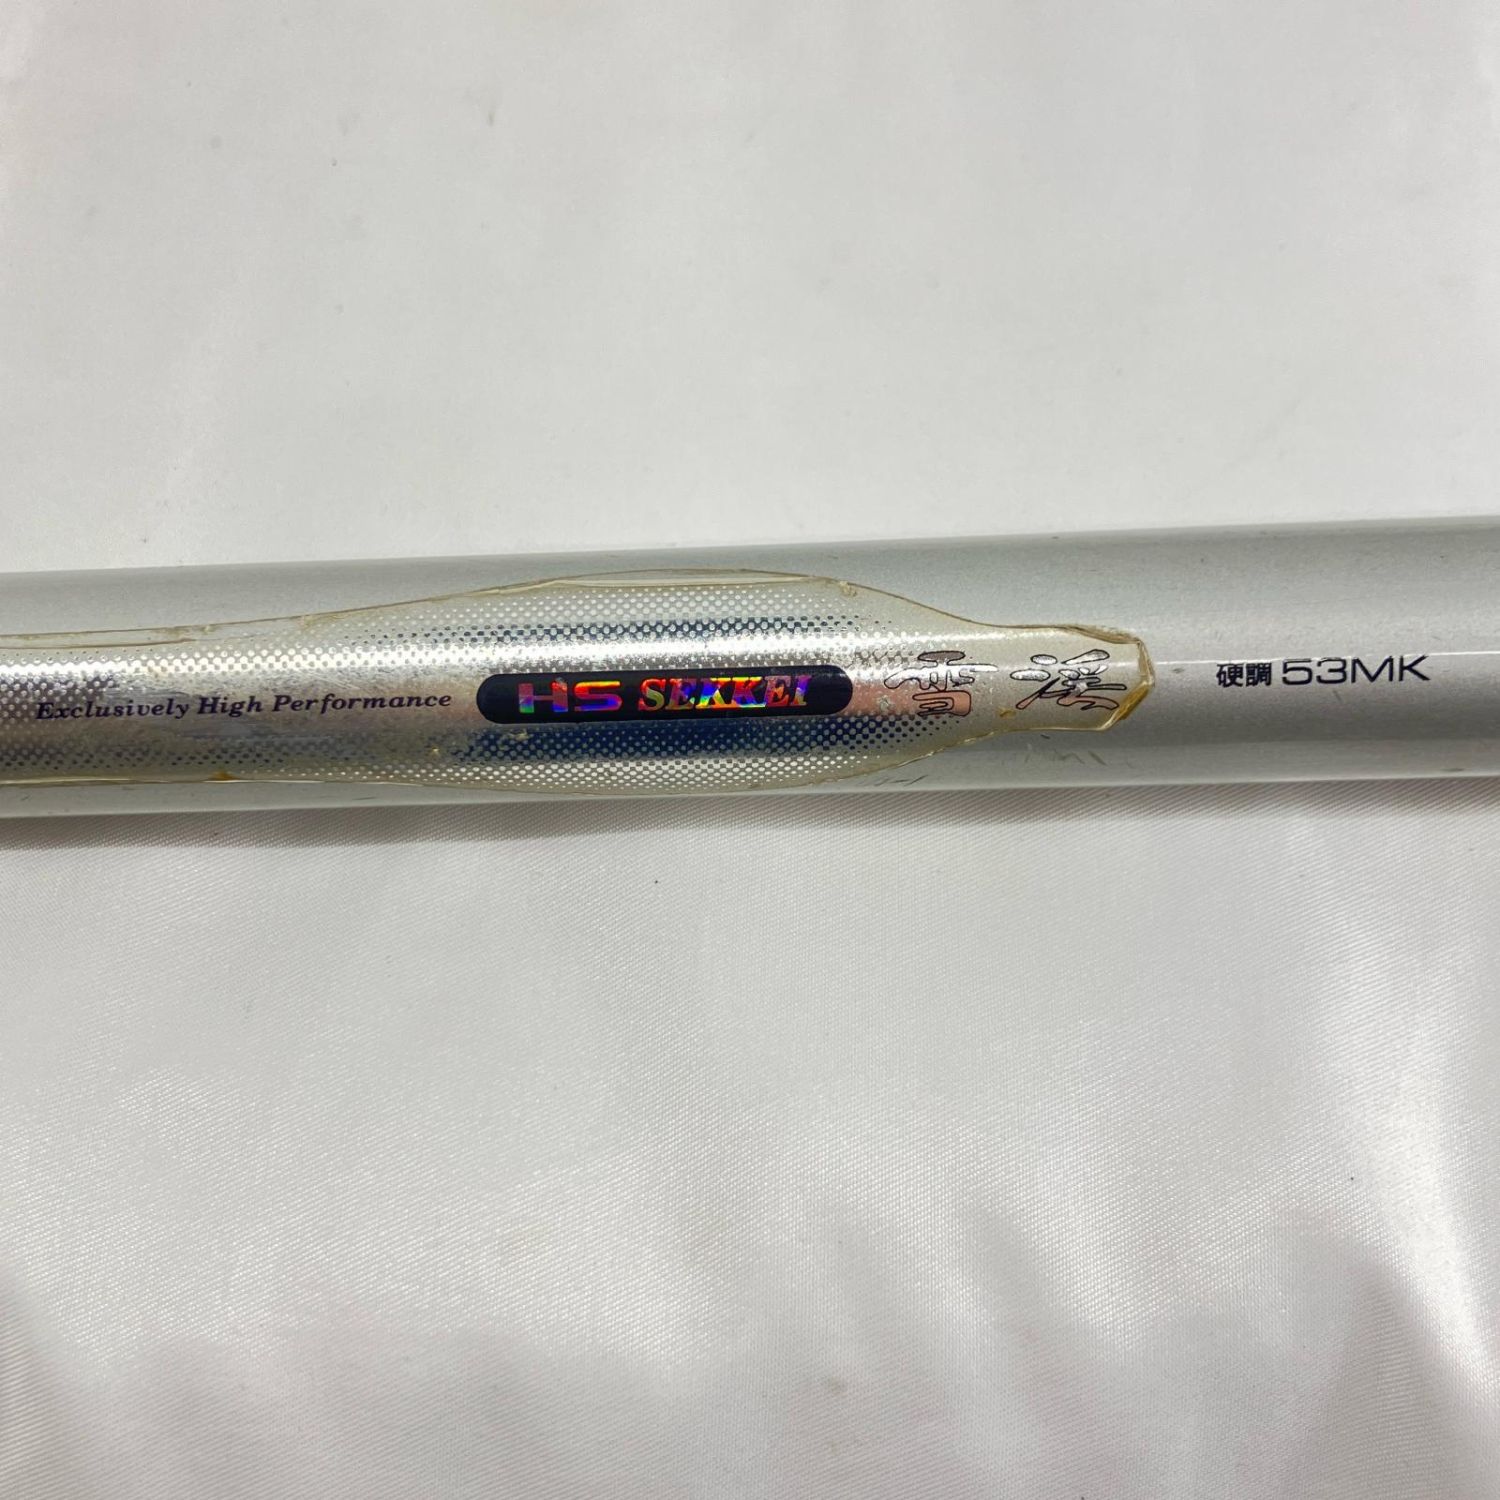 Exclusively High Performance
HS SEKKEI
雪渓
硬調 53MK